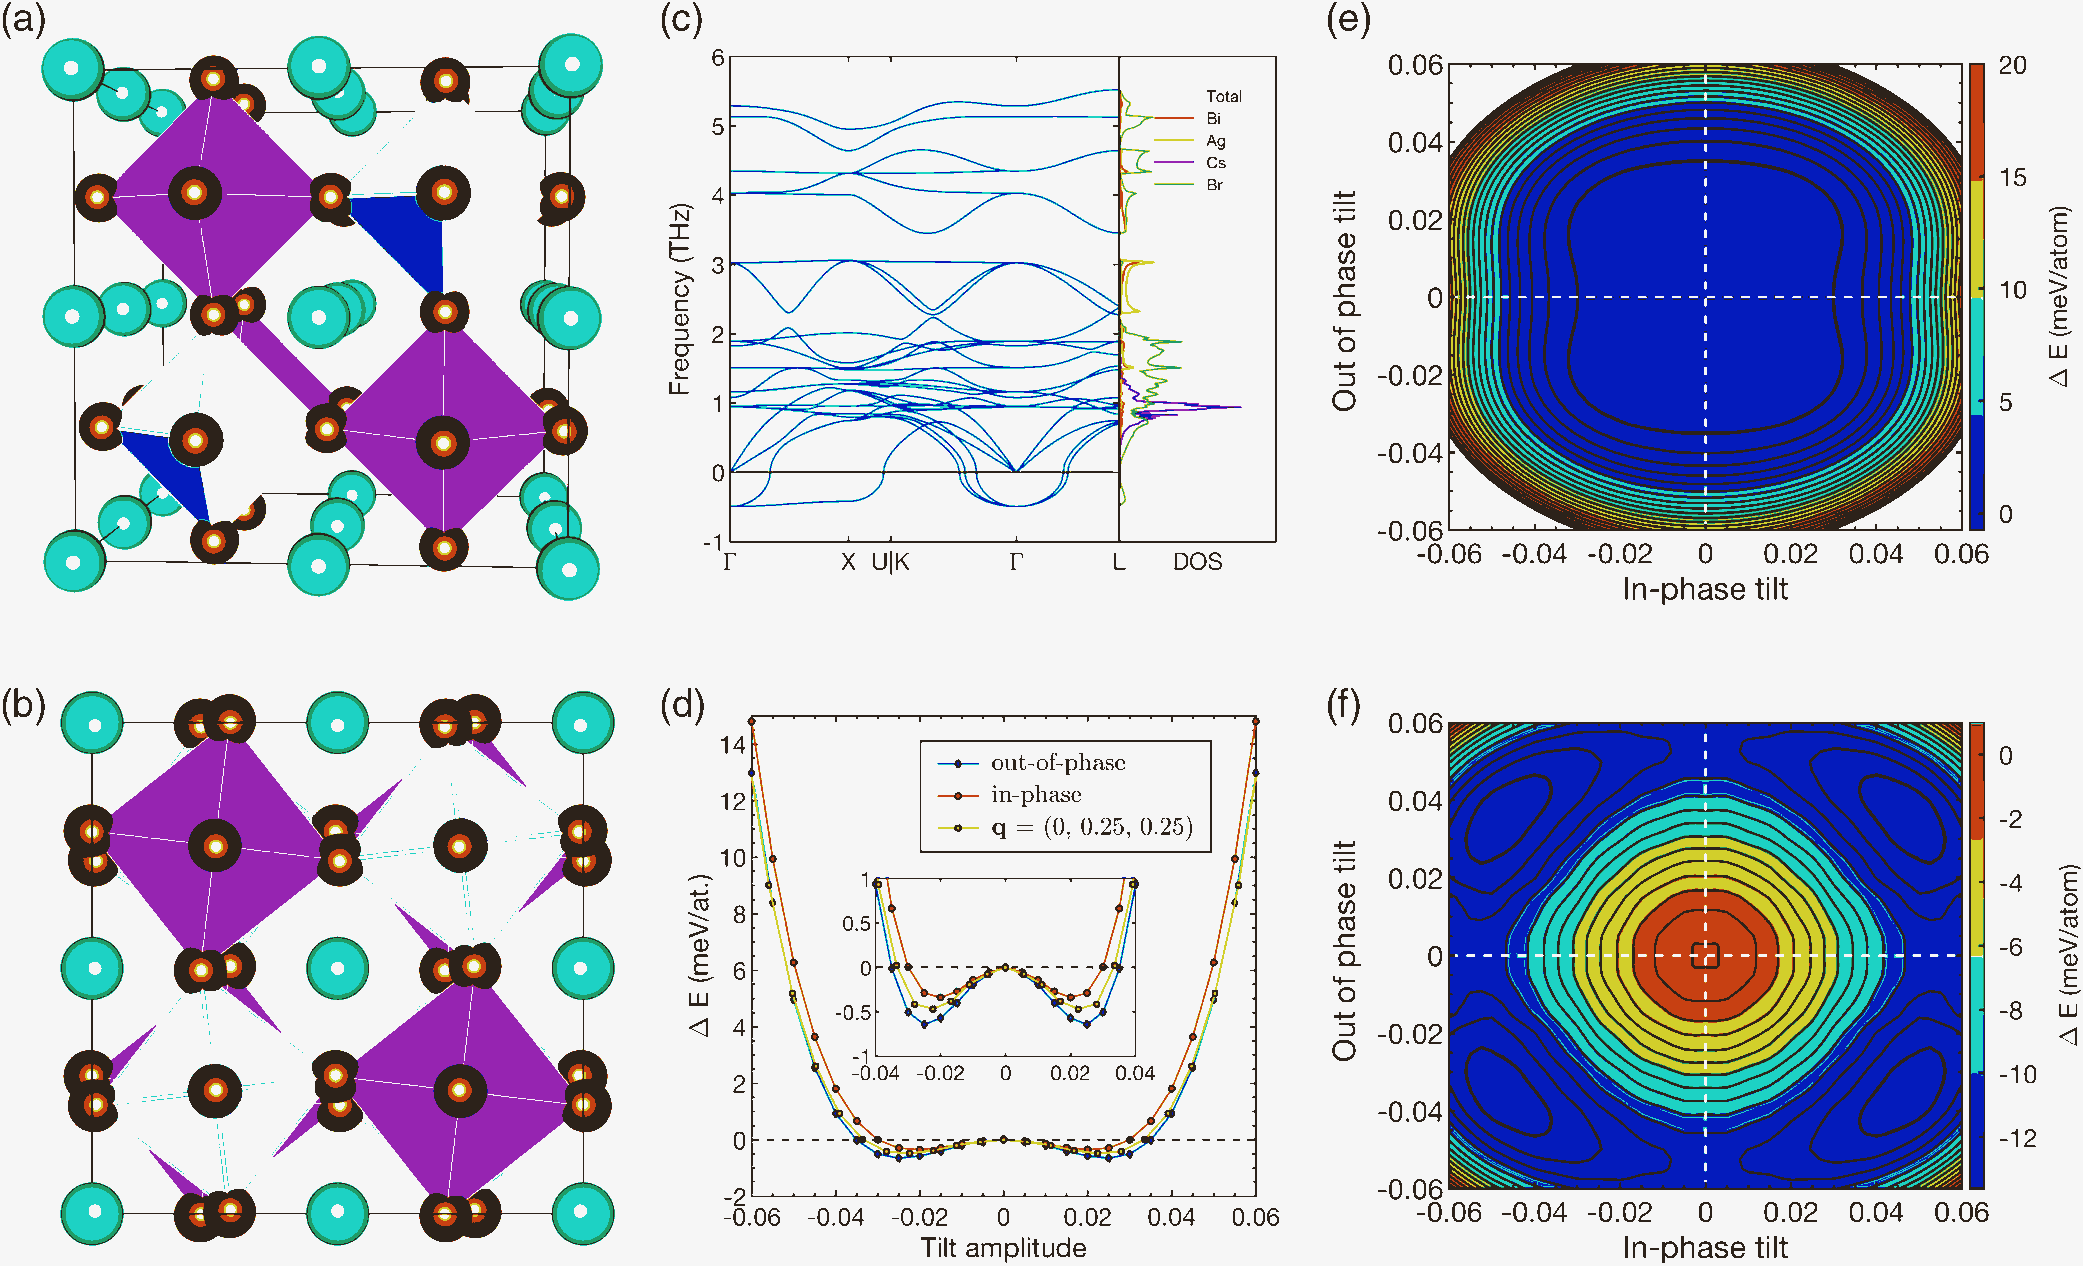 (a)
(c)
6
5
4
3
2
1
0
-1
Frequency (THz)
Γ X U|K Γ L DOS
Total
Bi
Ag
Cs
Br
(e)
0.06
0.04
0.02
0
-0.02
-0.04
-0.06
Out of phase tilt
-0.06 -0.04 -0.02 0 0.02 0.04 0.06
In-phase tilt
20
15
10
5
0
Δ E (meV/atom)
(b)
(d)
14
12
10
8
6
4
2
0
-2
Δ E (meV/at.)
out-of-phase
in-phase
q = (0, 0.25, 0.25)
1
0.5
0
-0.5
-1
-0.04 -0.02 0 0.02 0.04
-0.06 -0.04 -0.02 0 0.02 0.04 0.06
Tilt amplitude
(f)
0.06
0.04
0.02
0
-0.02
-0.04
-0.06
Out of phase tilt
-0.06 -0.04 -0.02 0 0.02 0.04 0.06
In-phase tilt
0
-2
-4
-6
-8
-10
-12
Δ E (meV/atom)